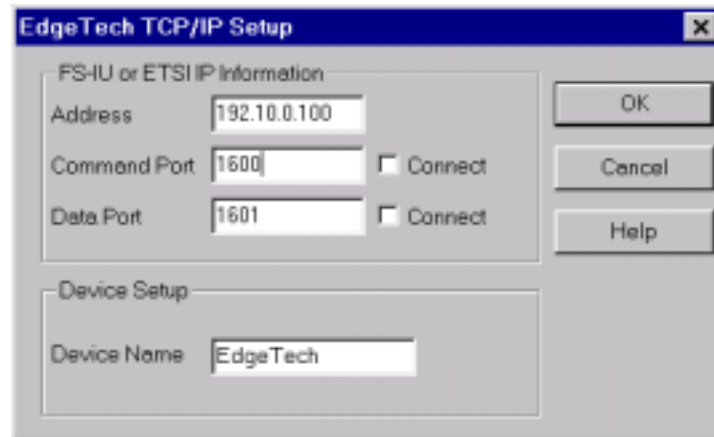 EdgeTech TCP/IP Setup
FS-IU or ETSI IP Information
Address 192.10.0.100
OK
Command Port 1600 Connect
Cancel
Data Port 1601 Connect
Help
Device Setup
Device Name EdgeTech